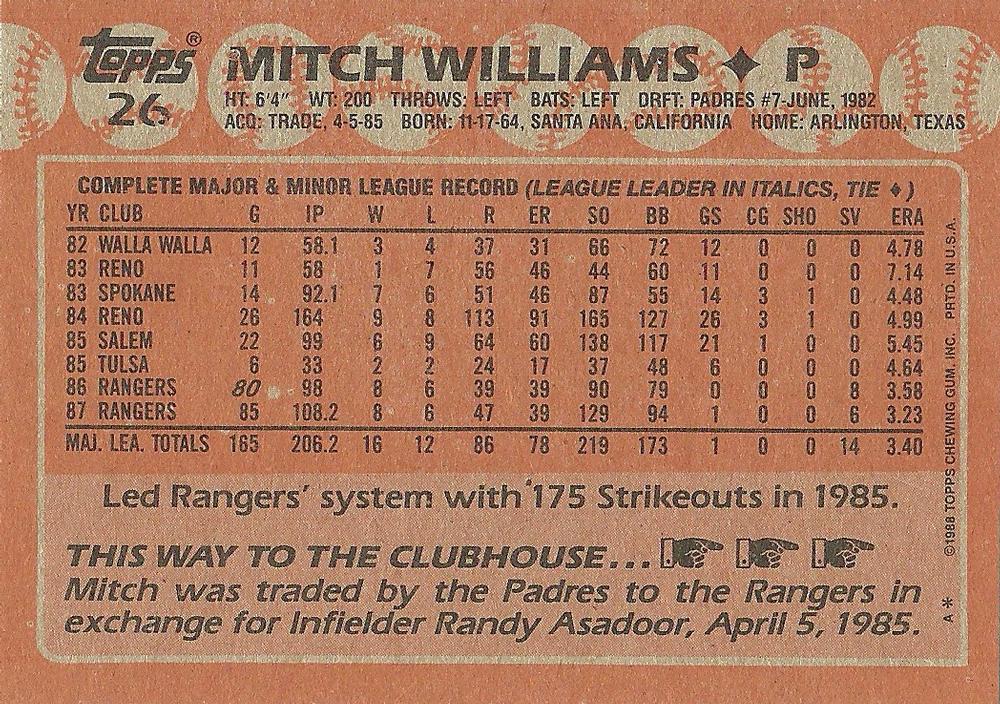 Topps®
26
MITCH WILLIAMS ♦ P
HT: 6'4" WT: 200 THROWS: LEFT BATS: LEFT DRFT: PADRES #7-JUNE, 1982
ACQ: TRADE, 4-5-85 BORN: 11-17-64, SANTA ANA, CALIFORNIA HOME: ARLINGTON, TEXAS
COMPLETE MAJOR & MINOR LEAGUE RECORD (LEAGUE LEADER IN ITALICS, TIE ♦)
YR CLUB G IP W L R ER SO BB GS CG SHO SV ERA
82 WALLA WALLA 12 58.1 3 4 37 31 66 72 12 0 0 0 4.78
83 RENO 11 58 1 7 56 46 44 60 11 0 0 0 7.14
83 SPOKANE 14 92.1 7 6 51 46 87 55 14 3 1 0 4.48
84 RENO 26 164 9 8 113 91 165 127 26 3 1 0 4.99
85 SALEM 22 99 6 9 64 60 138 117 21 1 0 0 5.45
85 TULSA 6 33 2 2 24 17 37 48 6 0 0 0 4.64
86 RANGERS 80 98 8 6 39 39 90 79 0 0 0 8 3.58
87 RANGERS 85 108.2 8 6 47 39 129 94 1 0 0 6 3.23
MAJ. LEA. TOTALS 165 206.2 16 12 86 78 219 173 1 0 0 14 3.40
Led Rangers' system with 175 Strikeouts in 1985.
THIS WAY TO THE CLUBHOUSE...
Mitch was traded by the Padres to the Rangers in
exchange for Infielder Randy Asadoor, April 5, 1985.
A * ©1988 TOPPS CHEWING GUM, INC. PRTD. IN U.S.A.